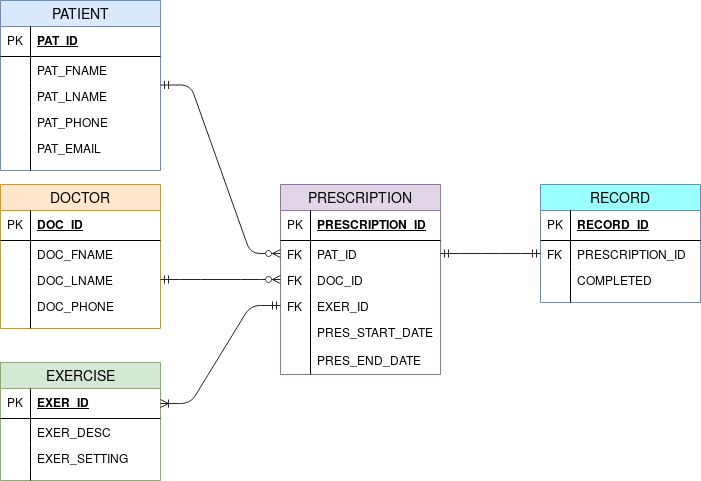 PATIENT
PK PAT_ID
PAT_FNAME
PAT_LNAME
PAT_PHONE
PAT_EMAIL
DOCTOR
PK DOC_ID
DOC_FNAME
DOC_LNAME
DOC_PHONE
EXERCISE
PK EXER_ID
EXER_DESC
EXER_SETTING
PRESCRIPTION
PK PRESCRIPTION_ID
FK PAT_ID
FK DOC_ID
FK EXER_ID
PRES_START_DATE
PRES_END_DATE
RECORD
PK RECORD_ID
FK PRESCRIPTION_ID
COMPLETED